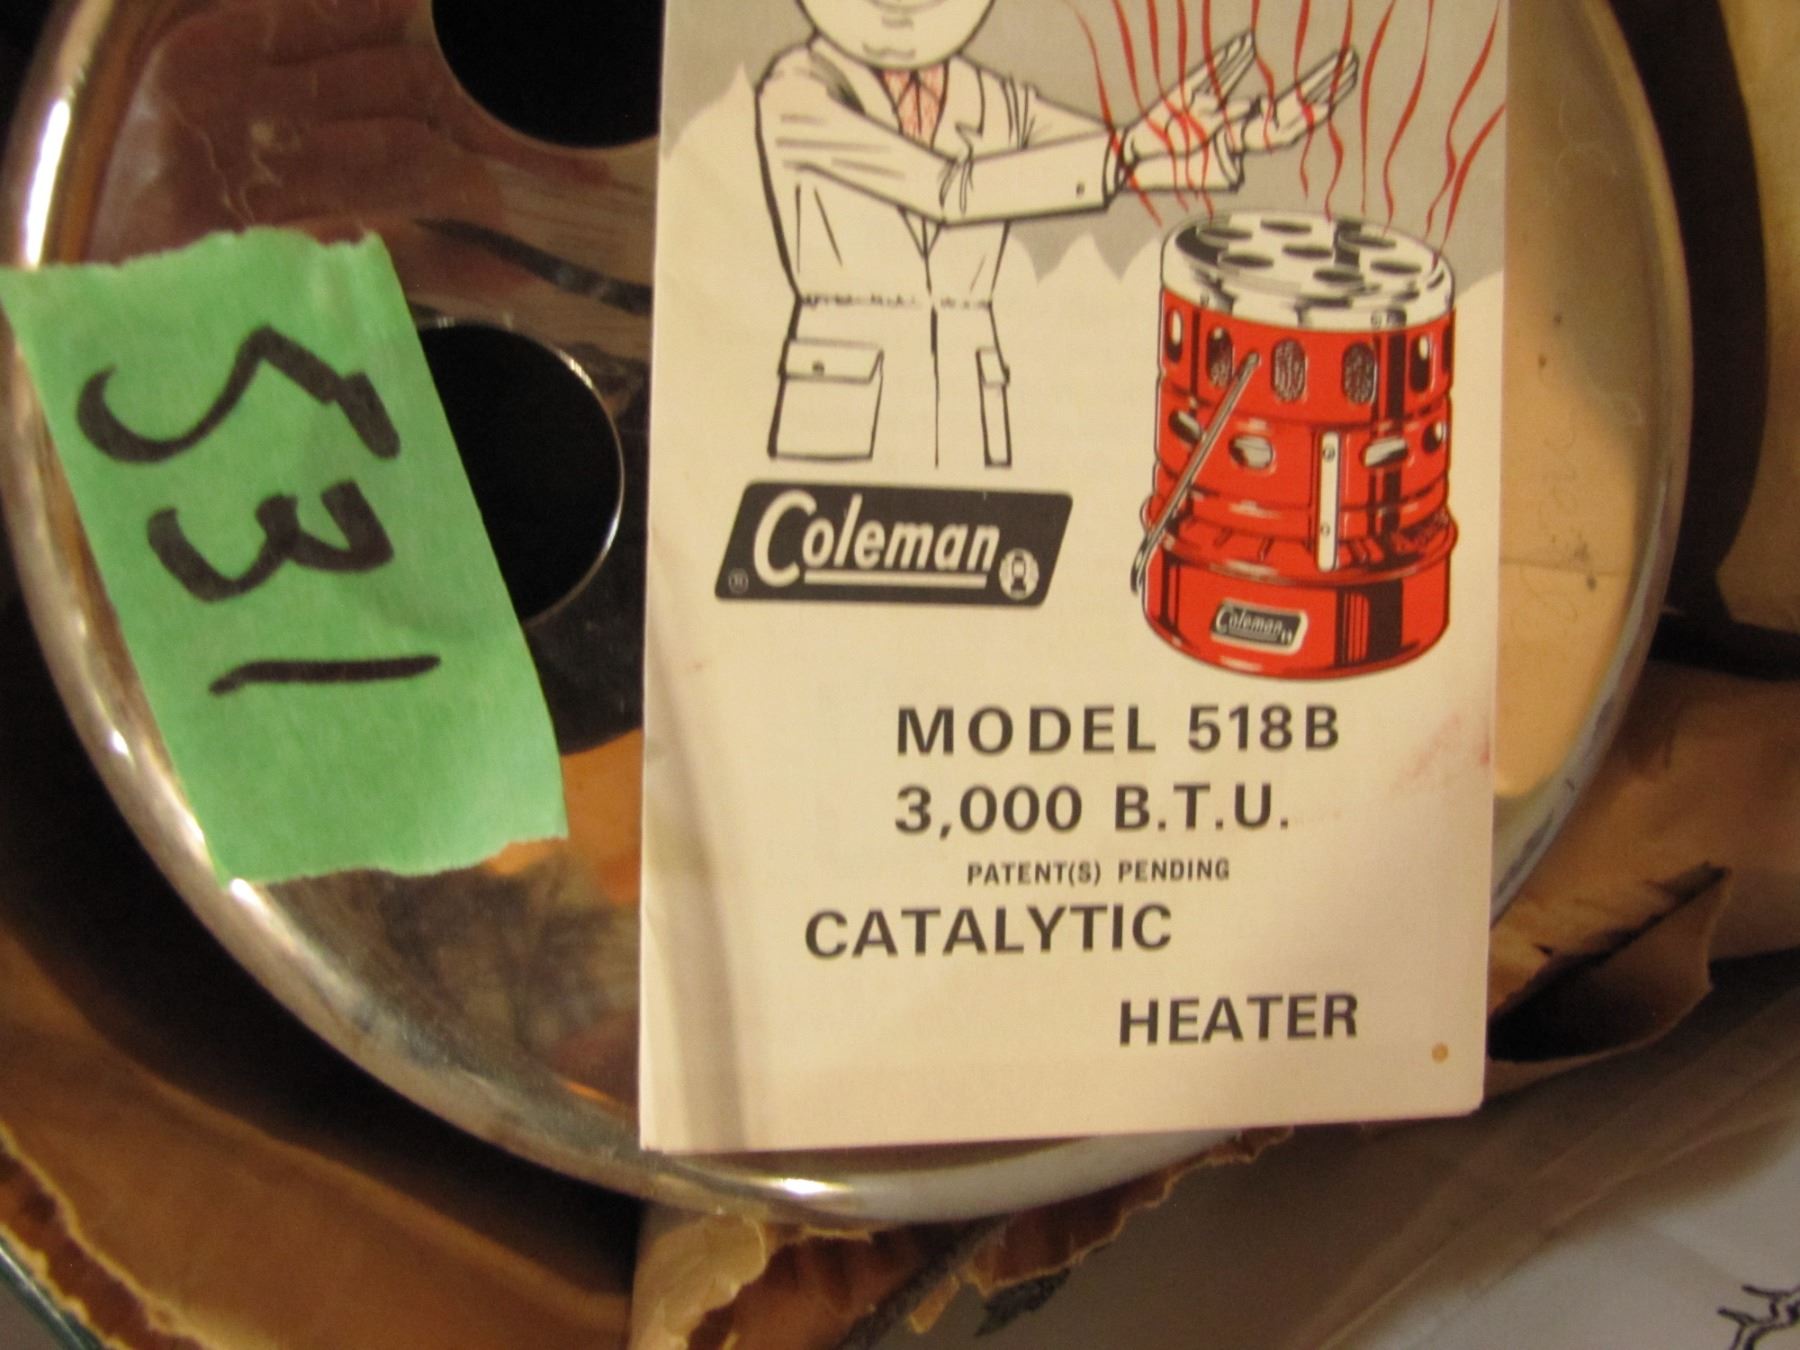 531
Coleman
Coleman
MODEL 518B
3,000 B.T.U.
PATENT(S) PENDING
CATALYTIC
HEATER